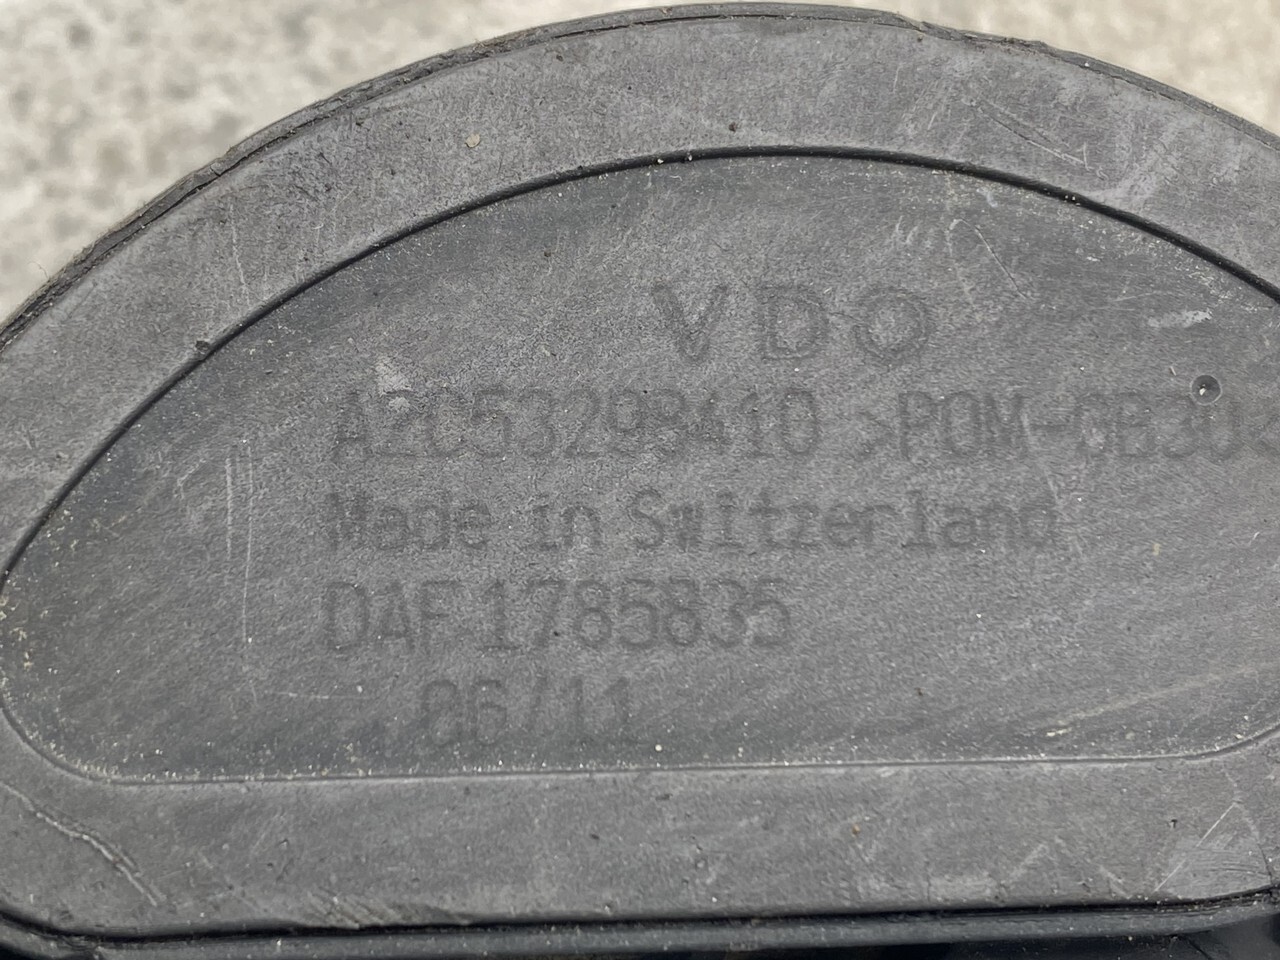 VDO
A2C53298410 >POM-GB30<
Made in Switzerland
DAF 1785835
06/11